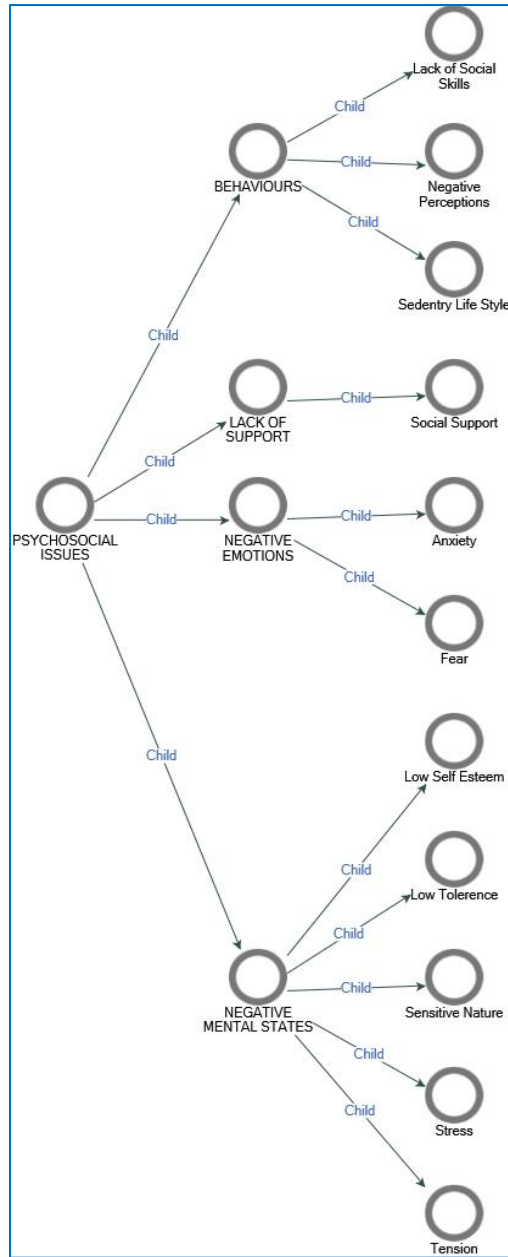 Lack of Social
Skills
Child
BEHAVIOURS
Child
Negative
Perceptions
Child
Sedentry Life Style
Child
LACK OF
SUPPORT
Child
Social Support
Child
PSYCHOSOCIAL
ISSUES
Child
NEGATIVE
EMOTIONS
Child
Anxiety
Child
Fear
Child
Low Self Esteem
Child
Low Tolerence
Child
NEGATIVE
MENTAL STATES
Child
Sensitive Nature
Child
Stress
Child
Tension